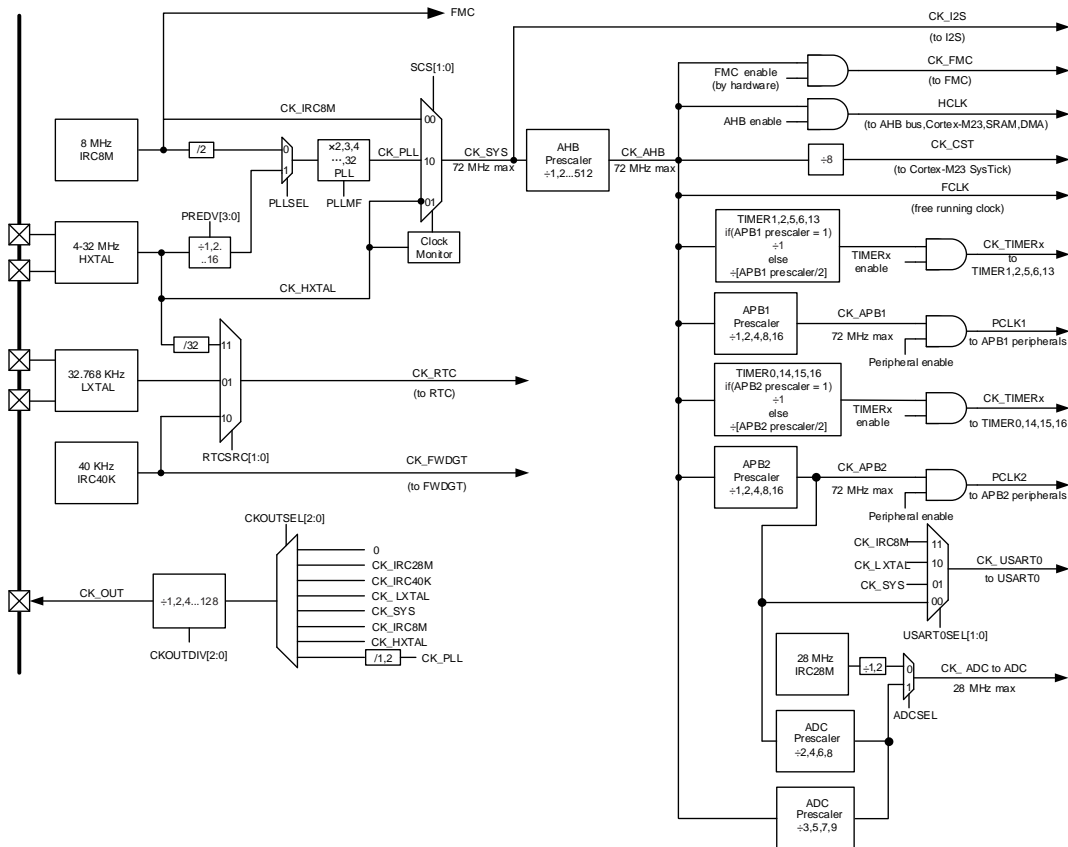 FMC
CK_I2S
(to I2S)
SCS[1:0]
FMC enable
(by hardware)
CK_FMC
(to FMC)
CK_IRC8M
00
AHB enable
HCLK
(to AHB bus,Cortex-M23,SRAM,DMA)
8 MHz
IRC8M
/2
0
1
PLLSEL
×2,3,4
…,32
PLL
PLLMF
CK_PLL
10
CK_SYS
72 MHz max
AHB
Prescaler
÷1,2...512
CK_AHB
72 MHz max
÷8
CK_CST
(to Cortex-M23 SysTick)
FCLK
(free running clock)
01
PREDV[3:0]
4-32 MHz
HXTAL
÷1,2.
..16
Clock
Monitor
CK_HXTAL
TIMER1,2,5,6,13
if(APB1 prescaler = 1)
÷1
else
÷[APB1 prescaler/2]
TIMERx
enable
CK_TIMERx
to
TIMER1,2,5,6,13
APB1
Prescaler
÷1,2,4,8,16
CK_APB1
72 MHz max
Peripheral enable
PCLK1
to APB1 peripherals
/32
11
32.768 KHz
LXTAL
01
CK_RTC
(to RTC)
10
RTCSRC[1:0]
TIMER0,14,15,16
if(APB2 prescaler = 1)
÷1
else
÷[APB2 prescaler/2]
TIMERx
enable
CK_TIMERx
to TIMER0,14,15,16
40 KHz
IRC40K
CK_FWDGT
(to FWDGT)
APB2
Prescaler
÷1,2,4,8,16
CK_APB2
72 MHz max
Peripheral enable
PCLK2
to APB2 peripherals
CKOUTSEL[2:0]
0
CK_IRC28M
CK_IRC40K
CK_LXTAL
CK_SYS
CK_IRC8M
CK_HXTAL
/1,2
CK_PLL
CK_OUT
÷1,2,4...128
CKOUTDIV[2:0]
CK_IRC8M
11
CK_LXTAL
10
CK_SYS
01
00
CK_USART0
to USART0
USART0SEL[1:0]
28 MHz
IRC28M
÷1,2
0
1
CK_ ADC to ADC
28 MHz max
ADCSEL
ADC
Prescaler
÷2,4,6,8
ADC
Prescaler
÷3,5,7,9